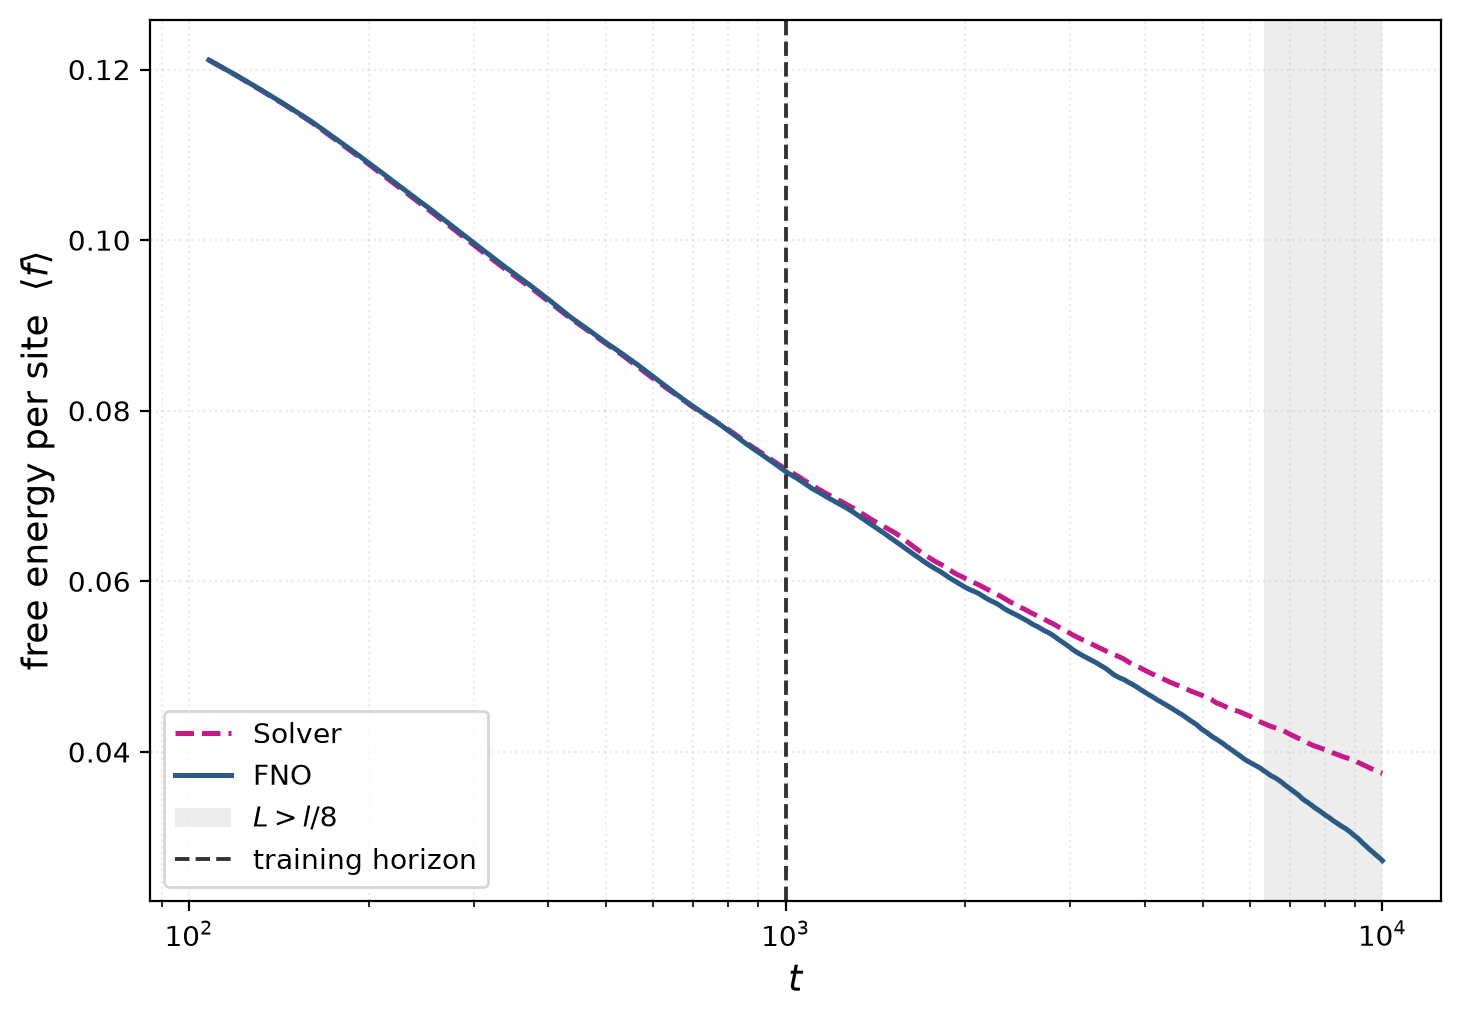 0.12
0.10
0.08
0.06
0.04
free energy per site ⟨f⟩
Solver
FNO
L > l/8
training horizon
10²
10³
10⁴
t